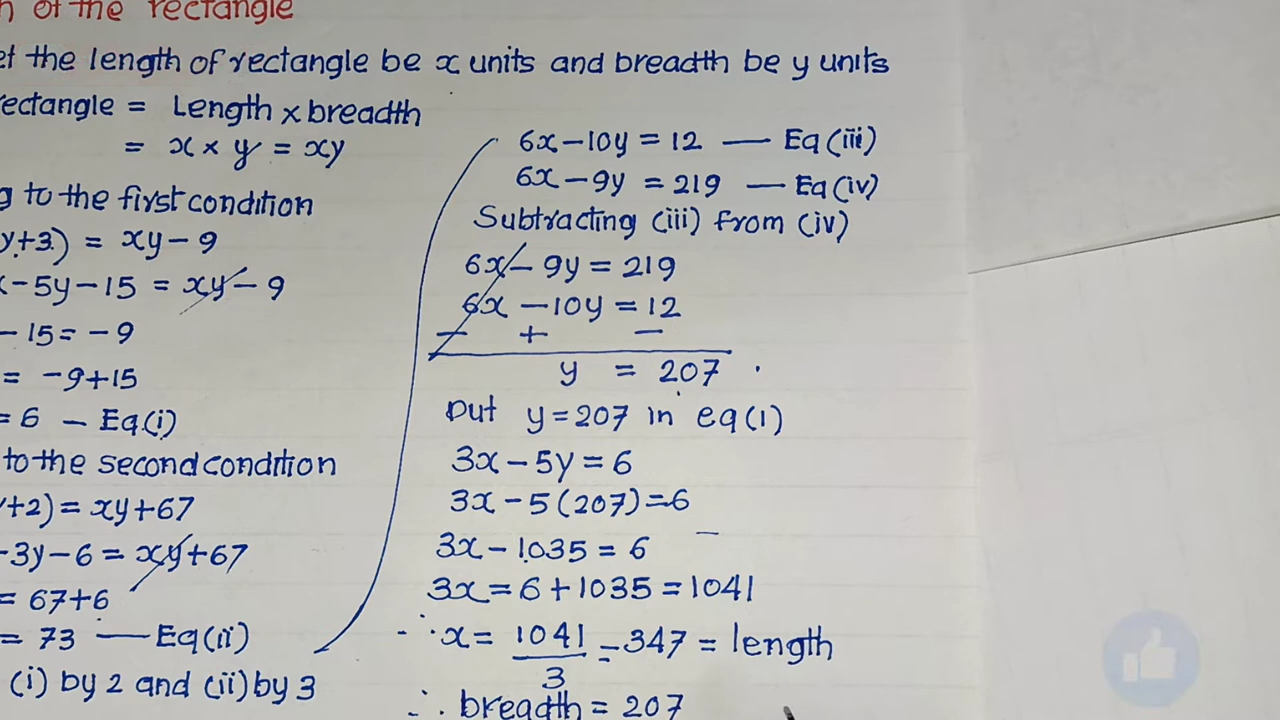 of the rectangle
the length of rectangle be x units and breadth be y units
rectangle = Length × breadth
= x × y = xy
to the first condition
y+3) = xy - 9
-5y - 15 = xy - 9
- 15 = -9
= -9+15
= 6 - Eq.(i)
to the second condition
+2) = xy+67
-3y-6 = xy+67
= 67+6
= 73 — Eq(ii)
(i) by 2 and (ii) by 3
6x-10y = 12 — Eq (iii)
6x - 9y = 219 — Eq (iv)
Subtracting (iii) from (iv)
6x - 9y = 219
6x - 10y = 12
- + -
y = 207
Put y = 207 in eq (i)
3x - 5y = 6
3x - 5(207) = 6
3x - 1035 = 6
3x = 6 + 1035 = 1041
∴ x = 1041/3 = 347 = length
∴ breadth = 207